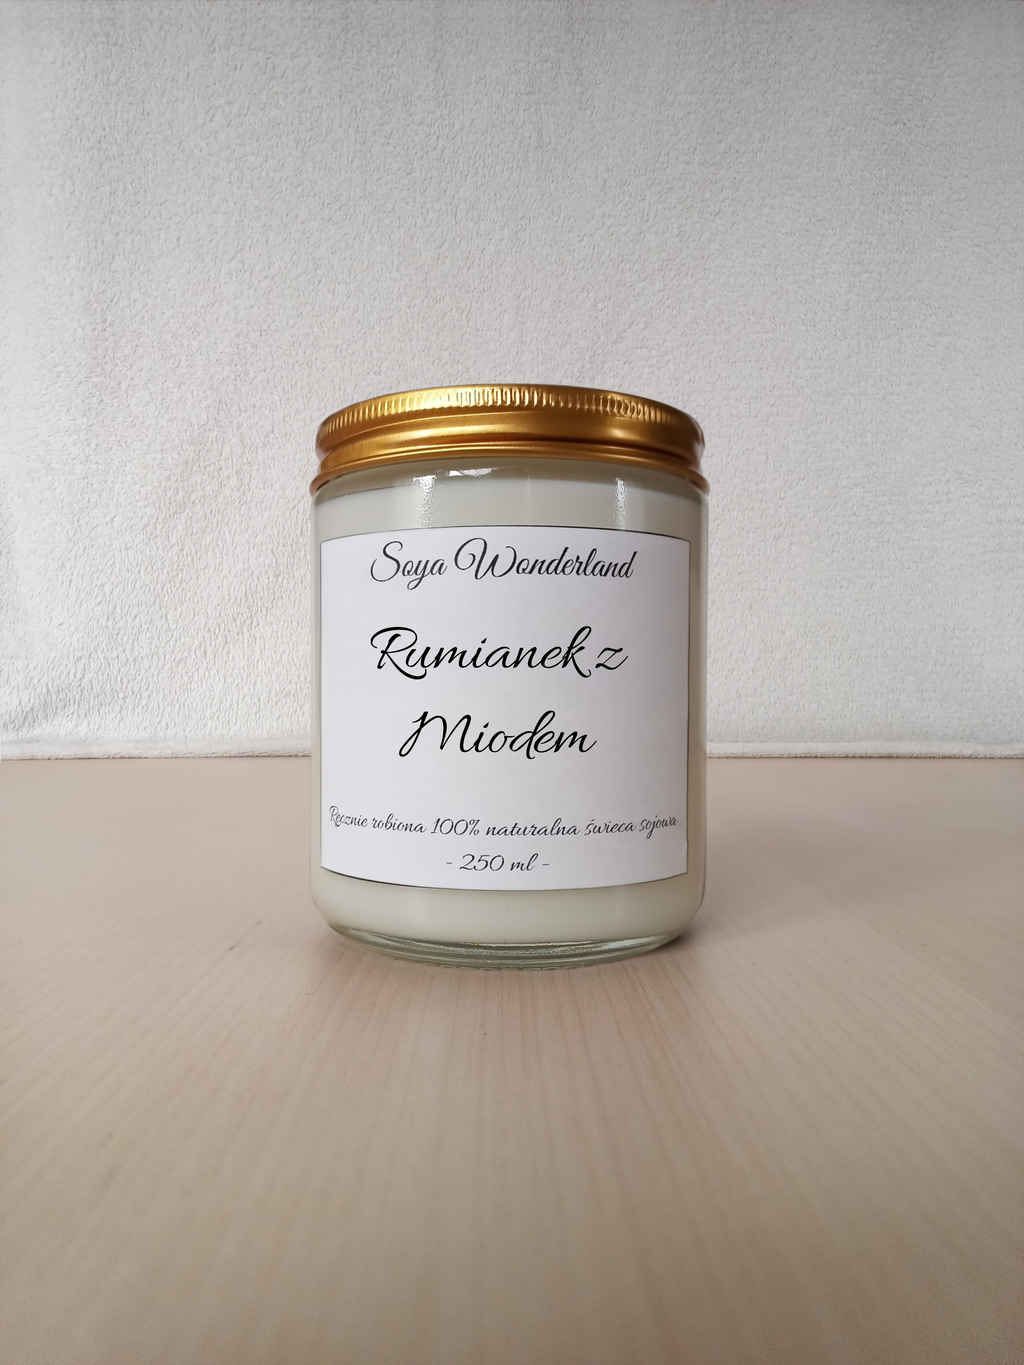 Soya Wonderland
Rumianek z
Miodem
Ręcznie robiona 100% naturalna świeca sojowa
- 250 ml -